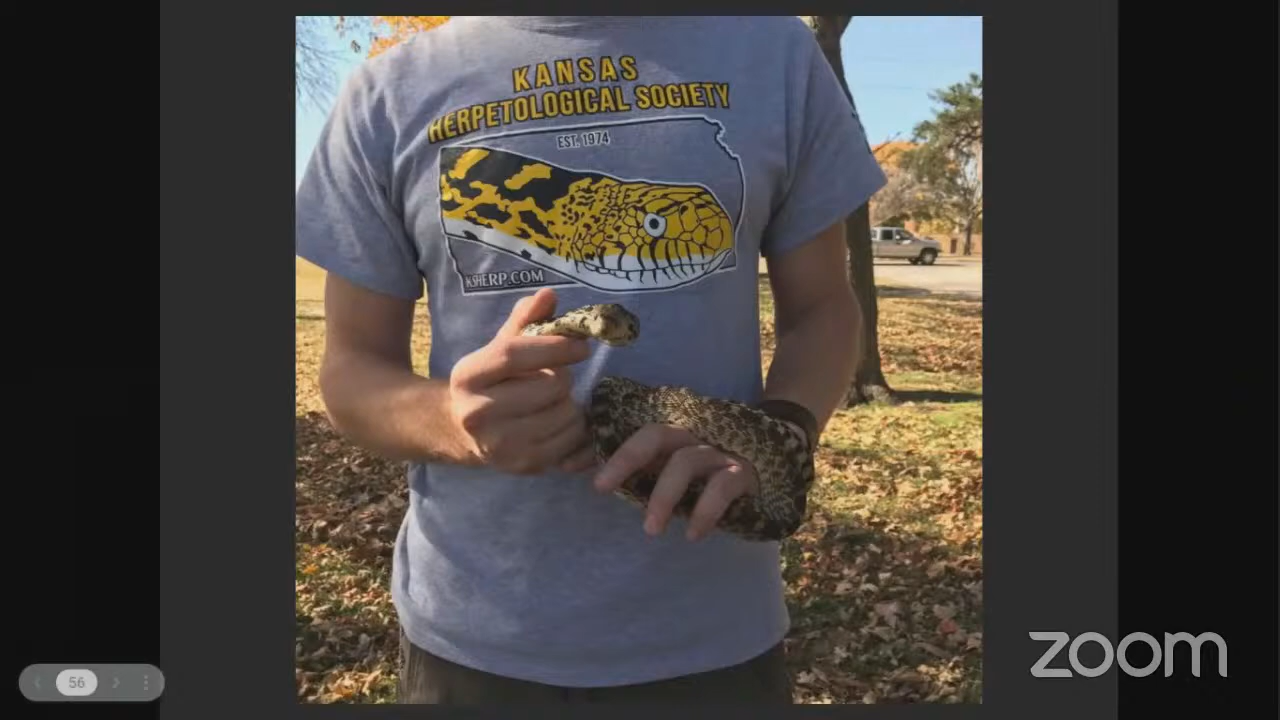 KANSAS
HERPETOLOGICAL SOCIETY
EST. 1974
KSHERP.COM
56
zoom